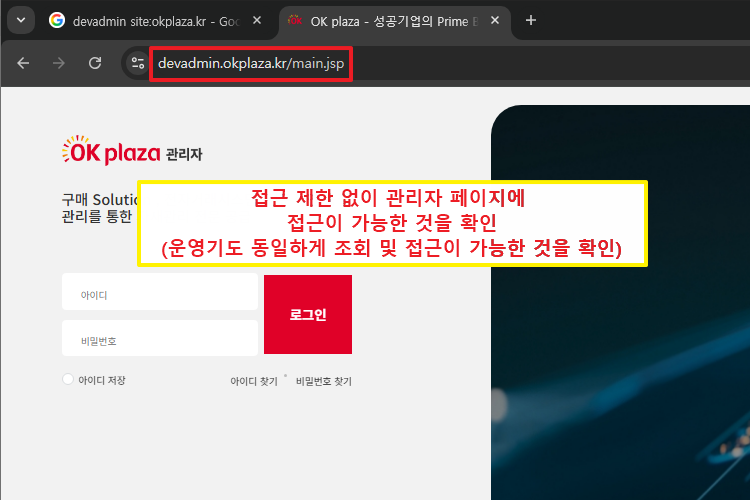 devadmin site:okplaza.kr - Goo
OK plaza - 성공기업의 Prime B
devadmin.okplaza.kr/main.jsp
OK plaza 관리자
구매 Solutio
관리를 통한
접근 제한 없이 관리자 페이지에
접근이 가능한 것을 확인
(운영기도 동일하게 조회 및 접근이 가능한 것을 확인)
아이디
로그인
비밀번호
아이디 저장
아이디 찾기
비밀번호 찾기